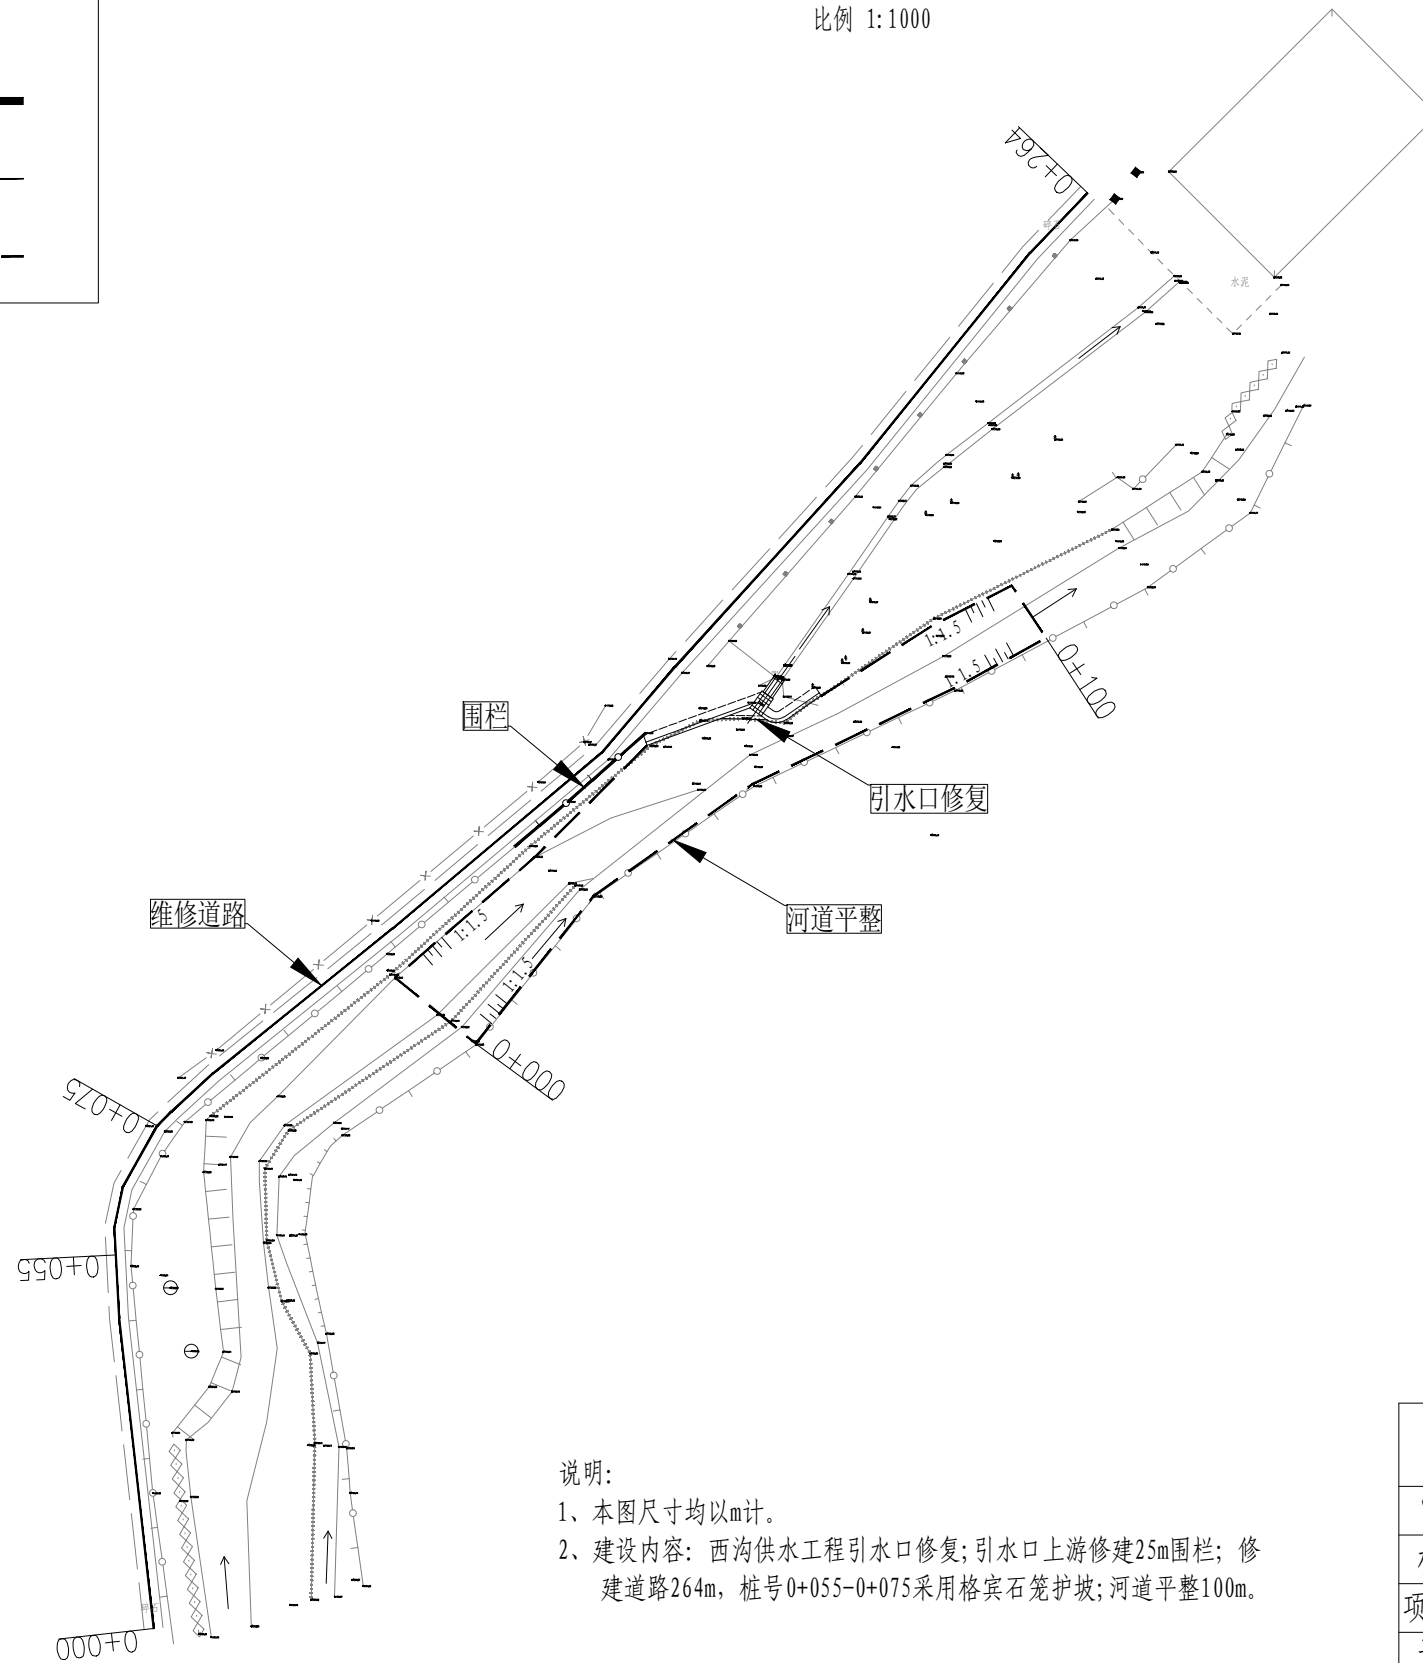 比例 1:1000
0+264
碎石
水泥
1:1.5
1:1.5
0+100
围栏
引水口修复
维修道路
河道平整
1:1.5
1:1.5
0+000
0+075
0+055
碎石
0+000
说明:
1、本图尺寸均以m计。
2、建设内容: 西沟供水工程引水口修复;引水口上游修建25m围栏; 修
建道路264m, 桩号0+055-0+075采用格宾石笼护坡;河道平整100m。
项